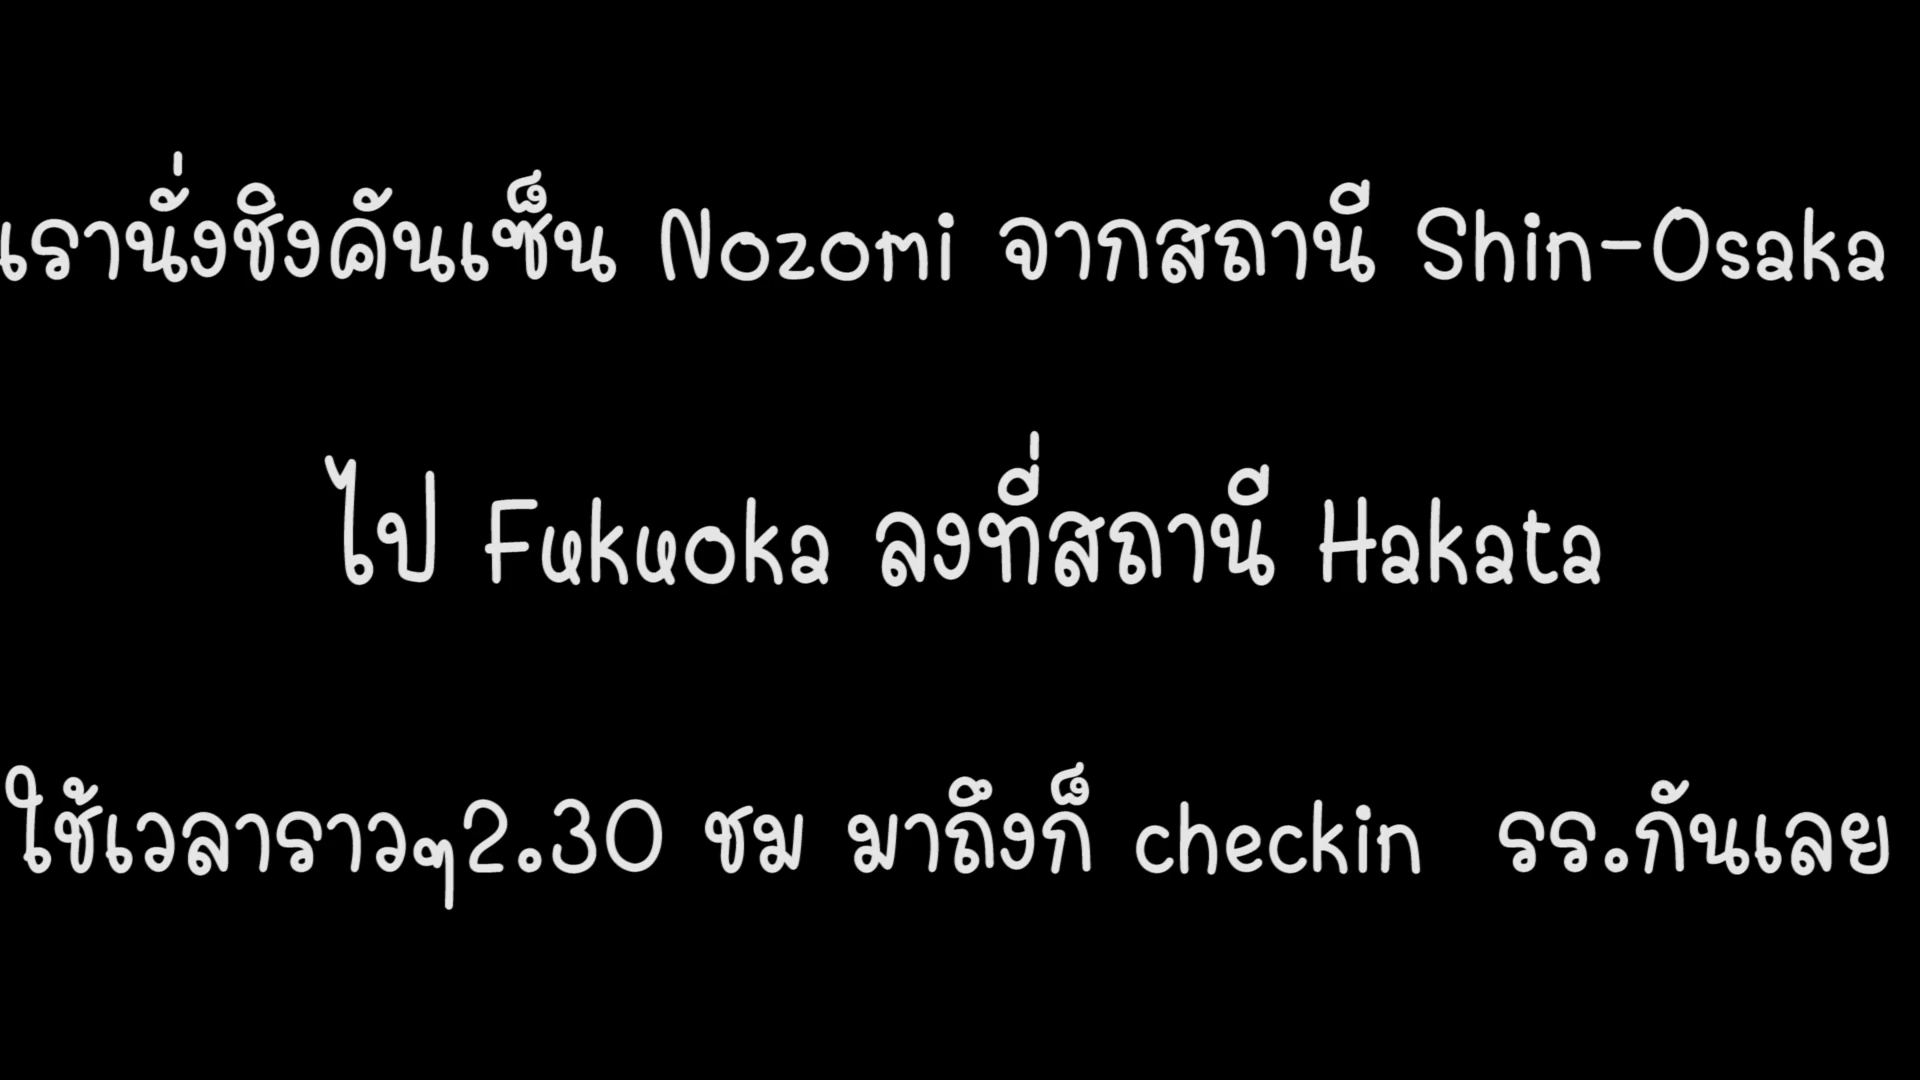 เรานั่งชิงคันเซ็น Nozomi จากสถานี Shin-Osaka
ไป Fukuoka ลงที่สถานี Hakata
ใช้เวลาราวๆ2.30 ชม มาถึงก็ checkin รร.กันเลย